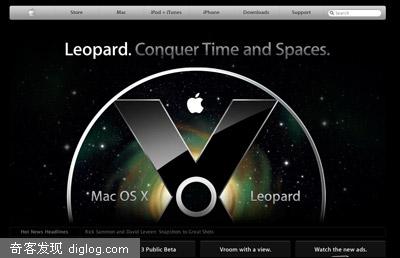 Store Mac iPod + iTunes iPhone Downloads Support Search
Leopard. Conquer Time and Spaces.
Mac OS X Leopard
Hot News Headlines Rick Sammon and David Leveen: Snapshots to Great Shots
3 Public Beta Vroom with a view. Watch the new ads.
奇客发现 diglog.com